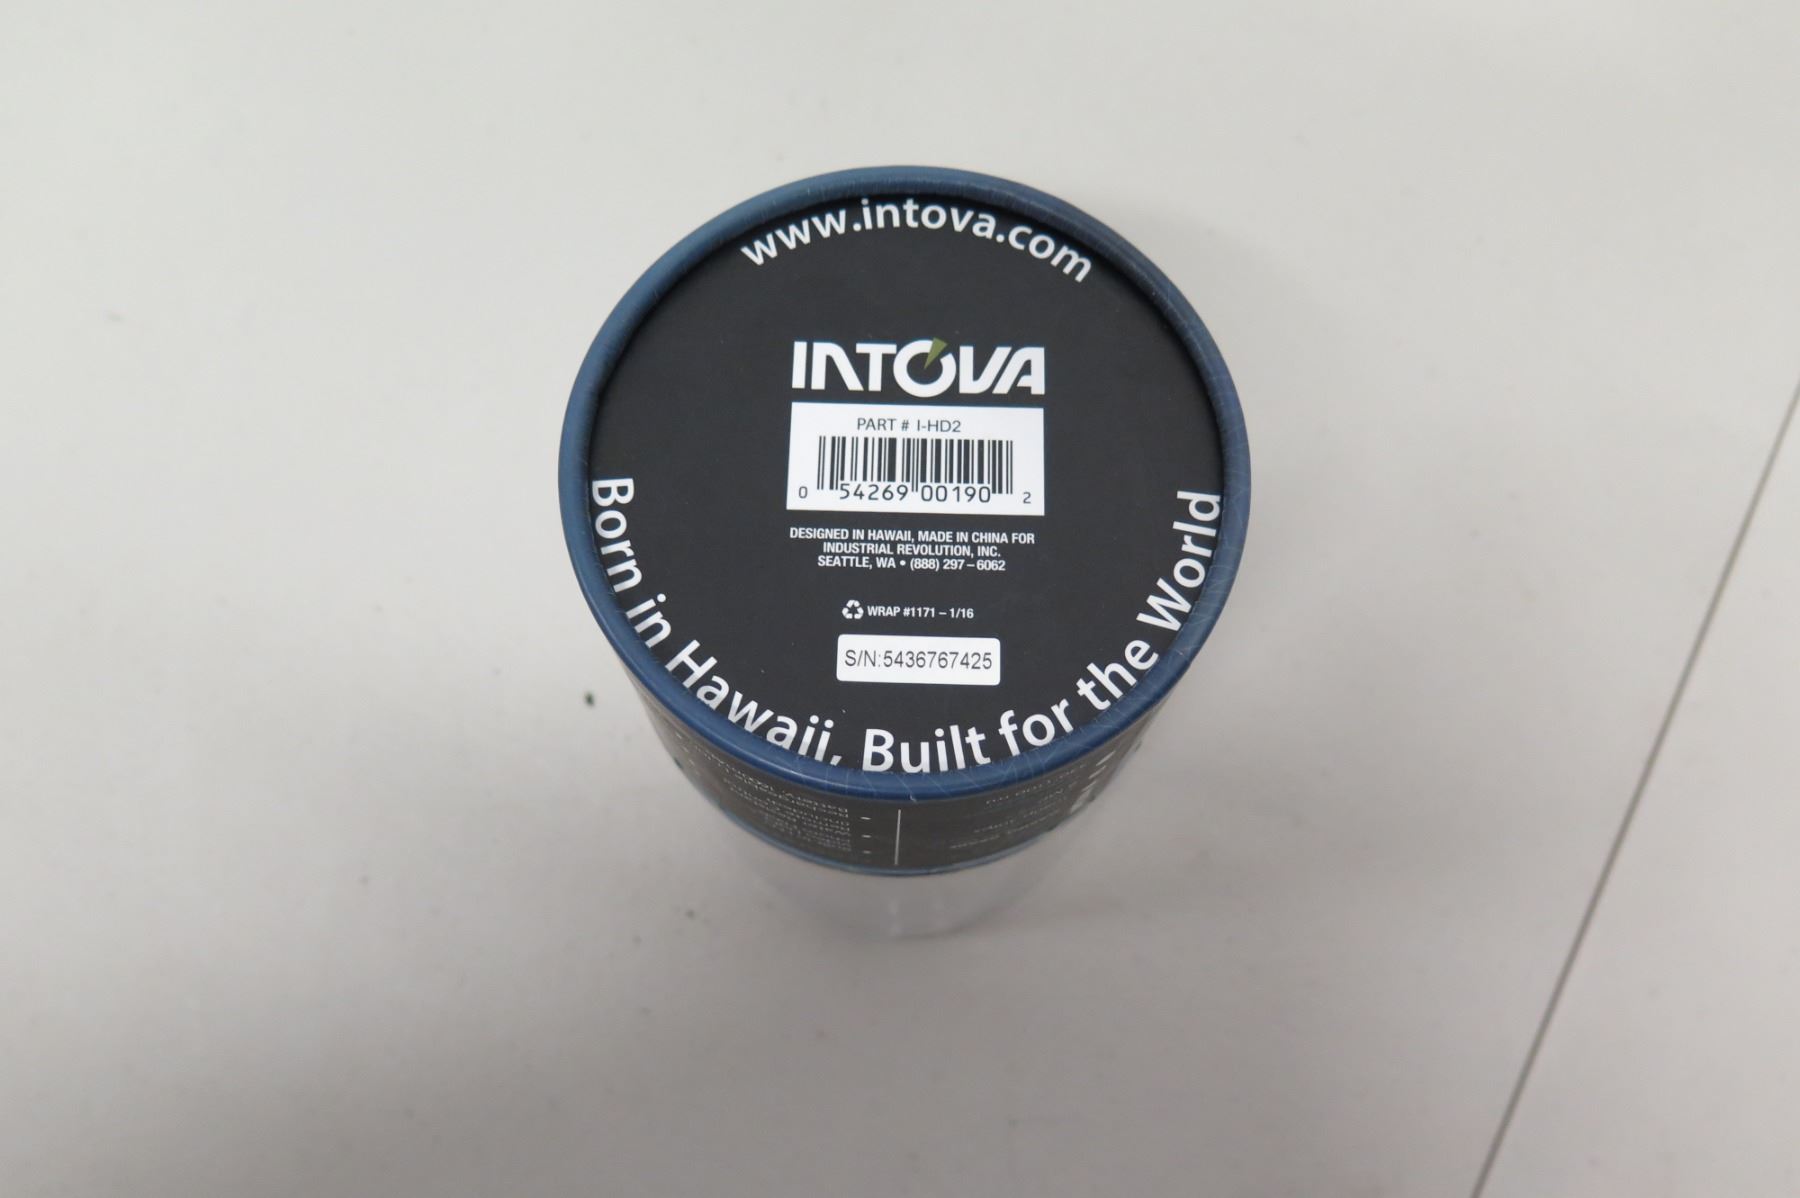 www.intova.com
INTOVA
PART # I-HD2
0 54269 00190 2
DESIGNED IN HAWAII, MADE IN CHINA FOR
INDUSTRIAL REVOLUTION, INC.
SEATTLE, WA • (888) 297–6062
WRAP #1171 – 1/16
S/N:5436767425
Born in Hawaii, Built for the World